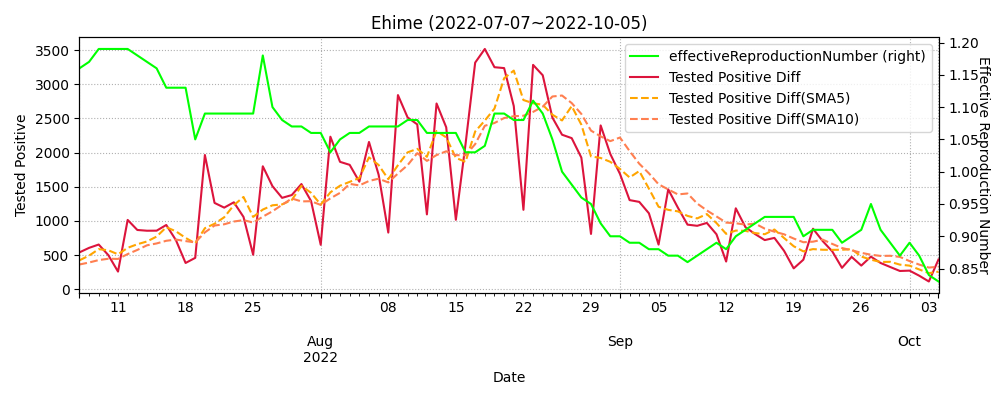 Ehime (2022-07-07~2022-10-05)
effectiveReproductionNumber (right)
Tested Positive Diff
Tested Positive Diff(SMA5)
Tested Positive Diff(SMA10)
Tested Positive
3500
3000
2500
2000
1500
1000
500
0
1.20
1.15
1.10
1.05
1.00
0.95
0.90
0.85
Effective Reproduction Number
11 18 25 08 15 22 29 05 12 19 26 03
Aug Sep Oct
2022
Date